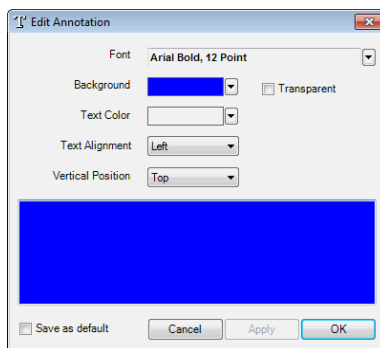 Edit Annotation
Font Arial Bold, 12 Point
Background Transparent
Text Color
Text Alignment Left
Vertical Position Top
Save as default Cancel Apply OK